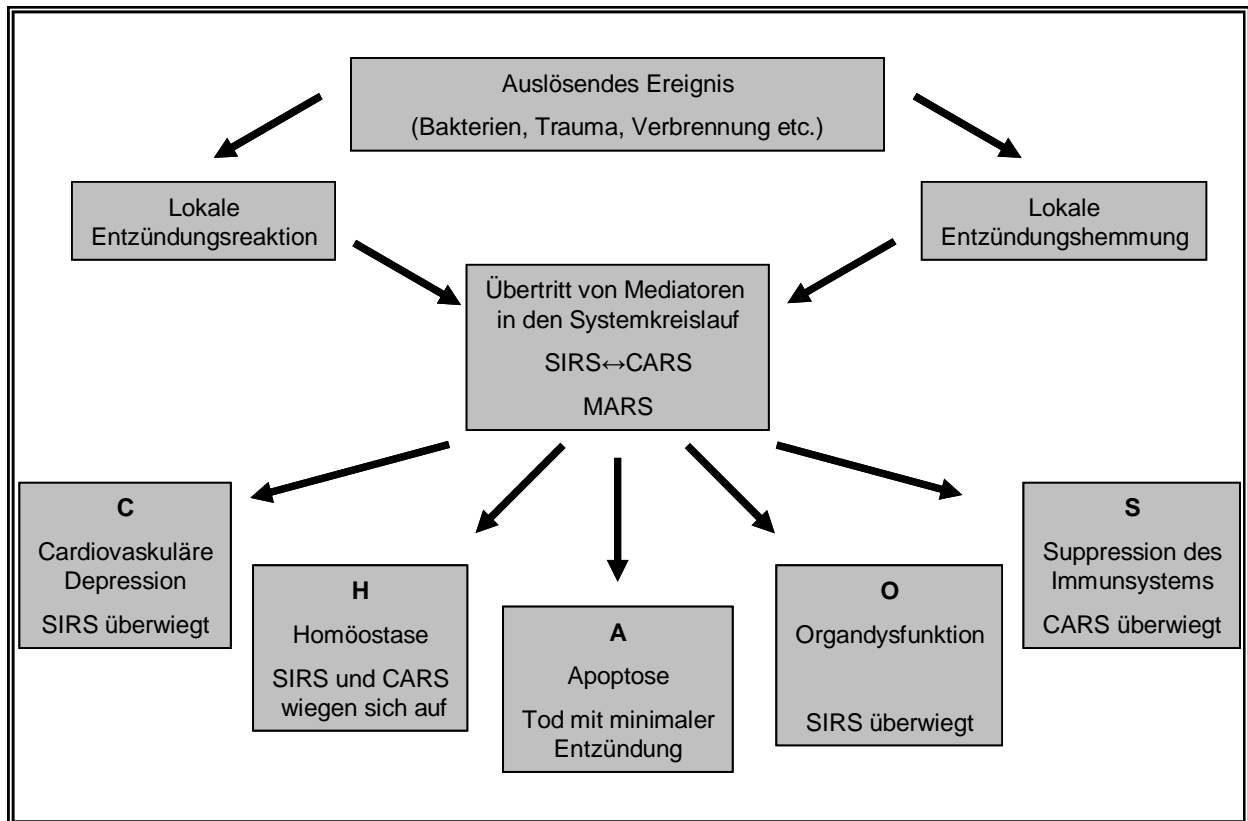 Auslösendes Ereignis
(Bakterien, Trauma, Verbrennung etc.)
Lokale
Entzündungsreaktion
Lokale
Entzündungshemmung
Übertritt von Mediatoren
in den Systemkreislauf
SIRS↔CARS
MARS
C
Cardiovaskuläre
Depression
SIRS überwiegt
H
Homöostase
SIRS und CARS
wiegen sich auf
A
Apoptose
Tod mit minimaler
Entzündung
O
Organdysfunktion
SIRS überwiegt
S
Suppression des
Immunsystems
CARS überwiegt